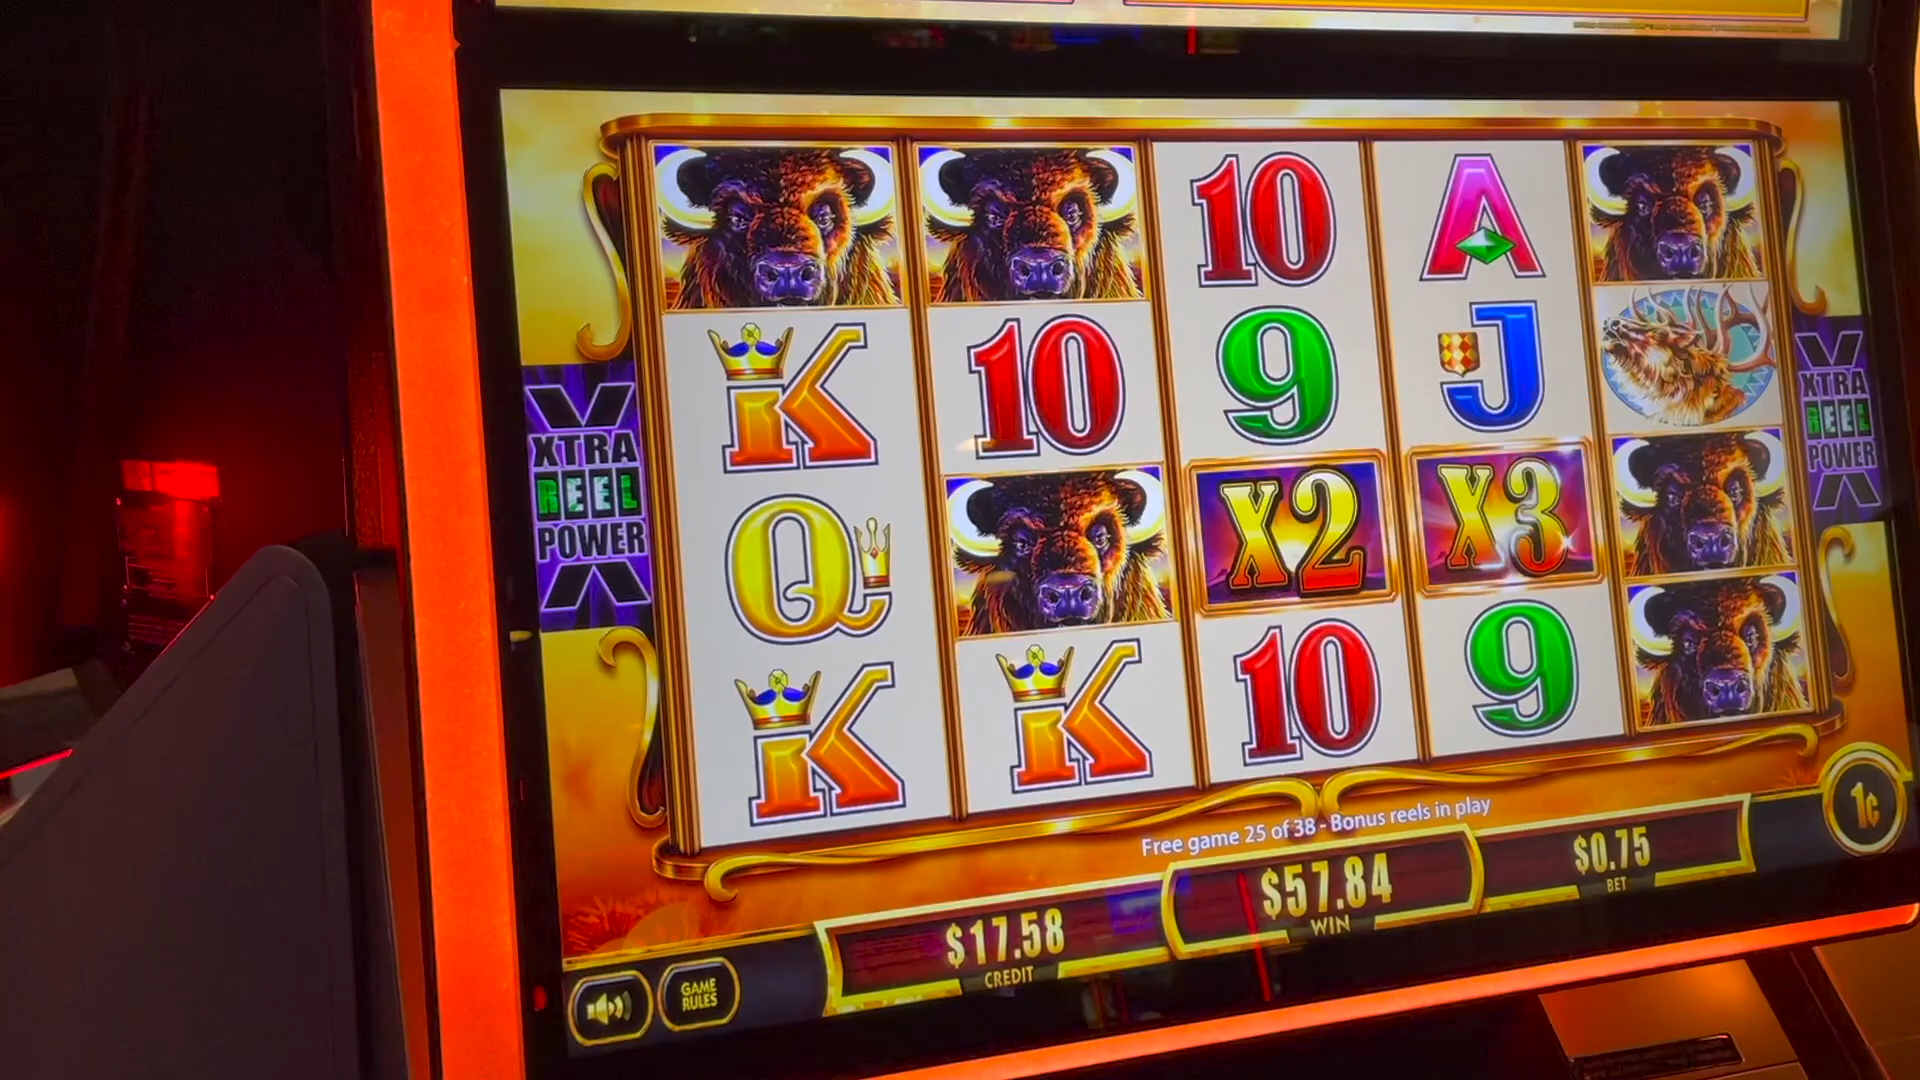 10 A
K 10 9 J
Q X2 X3
K K 10 9
XTRA
REEL
POWER
XTRA
REEL
POWER
Free game 25 of 38 - Bonus reels in play
$17.58
CREDIT
$57.84
WIN
$0.75
BET
1¢
GAME
RULES